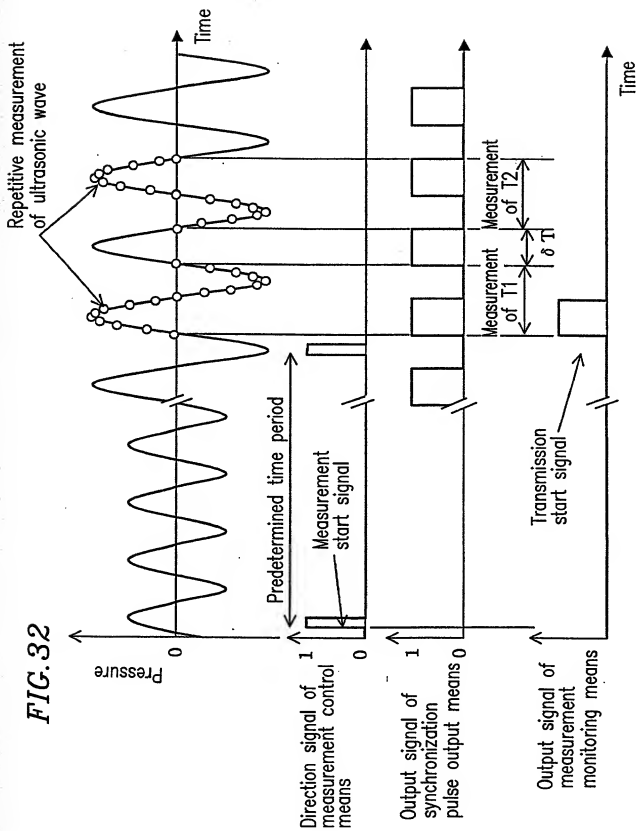 FIG.32
Repetitive measurement
of ultrasonic wave
Pressure
0
Time
Predetermined time period
Measurement
start signal
Direction signal of
measurement control
means
1
0
Output signal of
synchronization
pulse output means
1
0
Measurement
of T1
δ T
Measurement
of T2
Transmission
start signal
Output signal of
measurement
monitoring means
Time